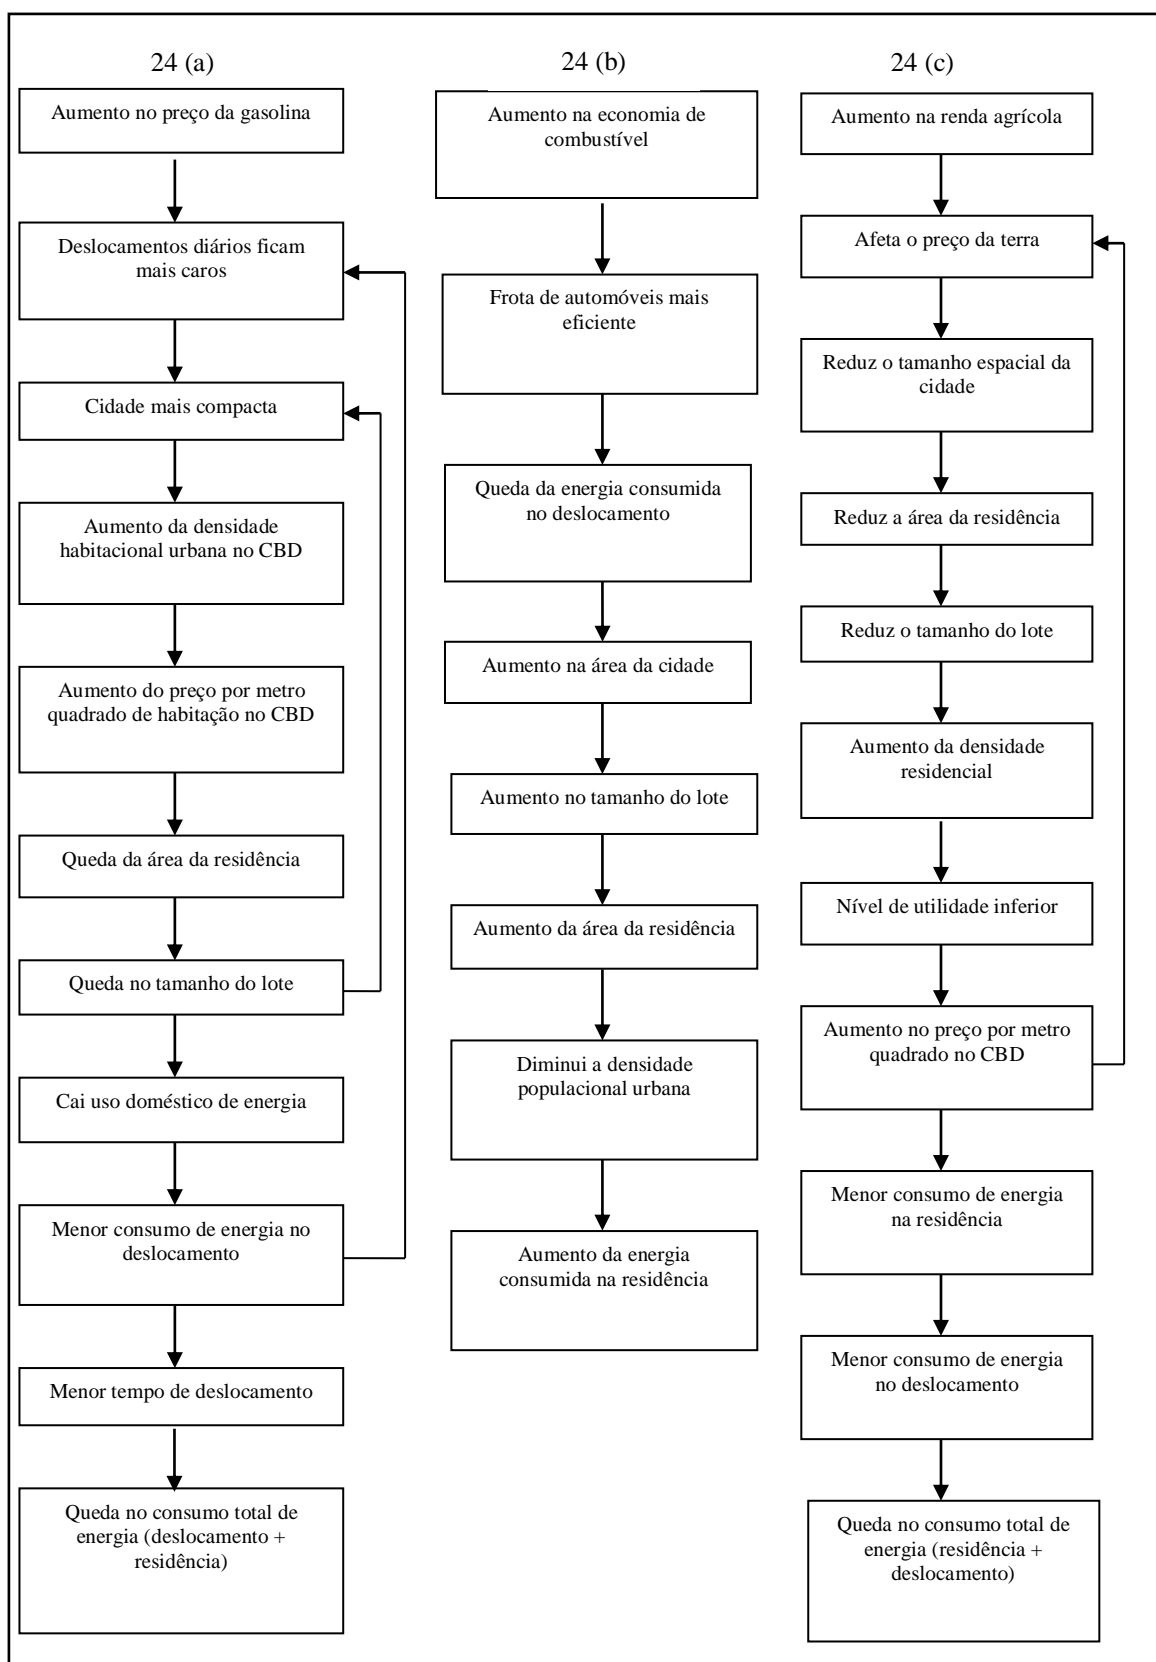 24 (a)
Aumento no preço da gasolina
Deslocamentos diários ficam
mais caros
Cidade mais compacta
Aumento da densidade
habitacional urbana no CBD
Aumento do preço por metro
quadrado de habitação no CBD
Queda da área da residência
Queda no tamanho do lote
Cai uso doméstico de energia
Menor consumo de energia no
deslocamento
Menor tempo de deslocamento
Queda no consumo total de
energia (deslocamento +
residência)
24 (b)
Aumento na economia de
combustível
Frota de automóveis mais
eficiente
Queda da energia consumida
no deslocamento
Aumento na área da cidade
Aumento no tamanho do lote
Aumento da área da residência
Diminui a densidade
populacional urbana
Aumento da energia
consumida na residência
24 (c)
Aumento na renda agrícola
Afeta o preço da terra
Reduz o tamanho espacial da
cidade
Reduz a área da residência
Reduz o tamanho do lote
Aumento da densidade
residencial
Nível de utilidade inferior
Aumento no preço por metro
quadrado no CBD
Menor consumo de energia
na residência
Menor consumo de energia
no deslocamento
Queda no consumo total de
energia (residência +
deslocamento)